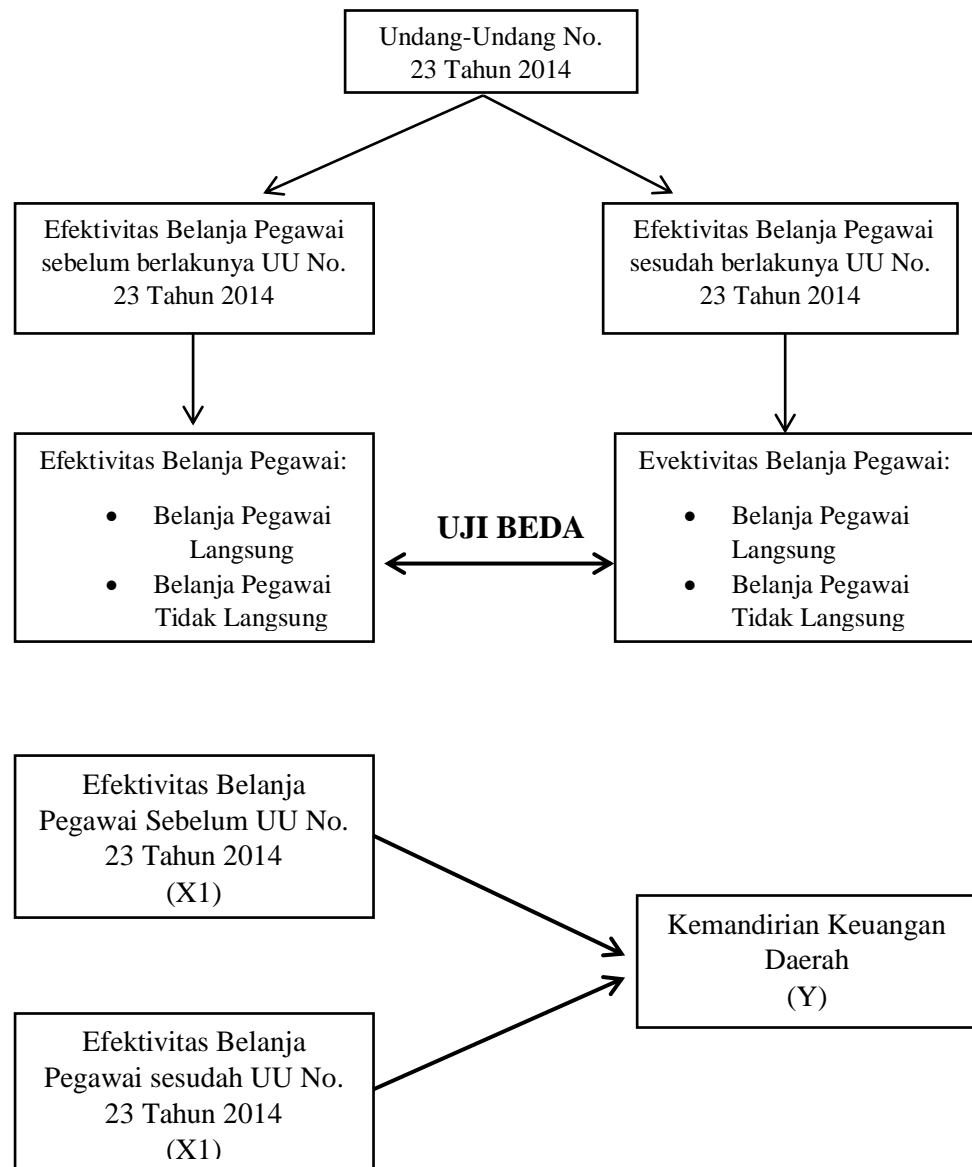 Undang-Undang No.
23 Tahun 2014
Efektivitas Belanja Pegawai
sebelum berlakunya UU No.
23 Tahun 2014
Efektivitas Belanja Pegawai
sesudah berlakunya UU No.
23 Tahun 2014
Efektivitas Belanja Pegawai:
• Belanja Pegawai
Langsung
• Belanja Pegawai
Tidak Langsung
UJI BEDA
Evektivitas Belanja Pegawai:
• Belanja Pegawai
Langsung
• Belanja Pegawai
Tidak Langsung
Efektivitas Belanja
Pegawai Sebelum UU No.
23 Tahun 2014
(X1)
Kemandirian Keuangan
Daerah
(Y)
Efektivitas Belanja
Pegawai sesudah UU No.
23 Tahun 2014
(X1)